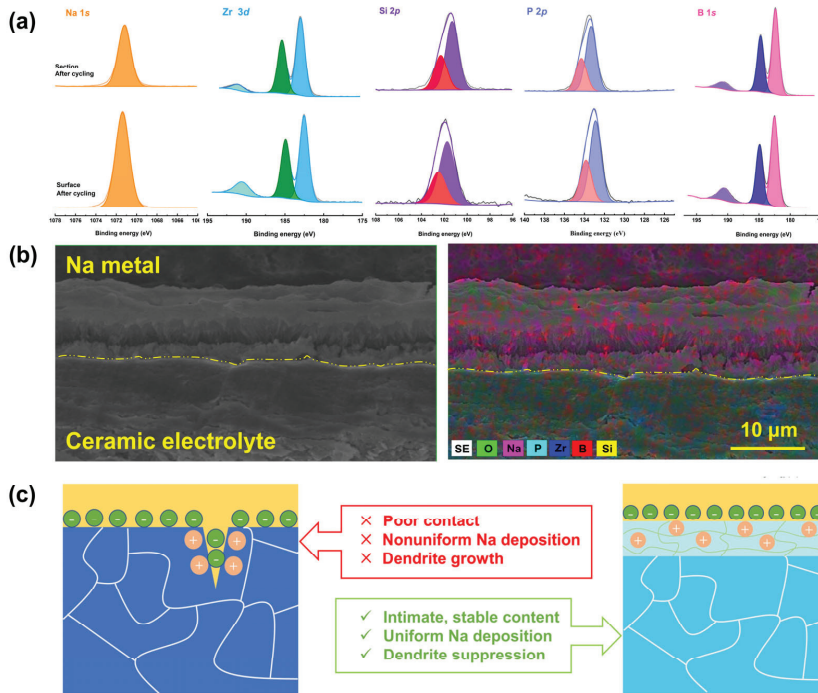 (a)
Na 1s
Zr 3d
Si 2p
P 2p
B 1s
Section
After cycling
Surface
After cycling
1078 1076 1074 1072 1070 1068 1066 1064
195 190 185 180 175
108 106 104 102 100 98 96
140 138 136 134 132 130 128 126
195 190 185 180
Binding energy (eV)
Binding energy (eV)
Binding energy (eV)
Binding energy (eV)
Binding energy (eV)
(b)
Na metal
Ceramic electrolyte
SE O Na P Zr B Si
10 µm
(c)
- - - - - - - - -
+ - +
+ - +
× Poor contact
× Nonuniform Na deposition
× Dendrite growth
- - - - - - - - - -
+ + + + + +
✓ Intimate, stable content
✓ Uniform Na deposition
✓ Dendrite suppression